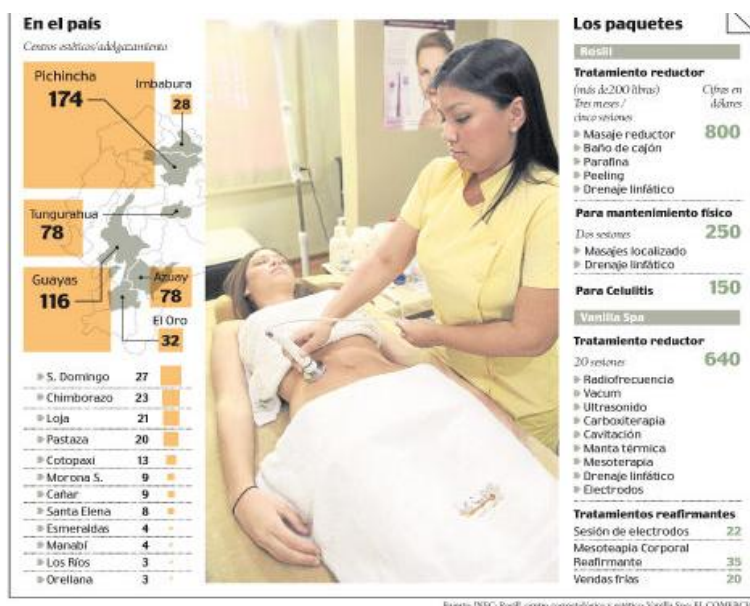 En el país
Centros estéticos/adelgazamiento
Pichincha
174
Imbabura
28
Tungurahua
78
Guayas
116
Azuay
78
El Oro
32
S. Domingo 27
Chimborazo 23
Loja 21
Pastaza 20
Cotopaxi 13
Morona S. 9
Cañar 9
Santa Elena 8
Esmeraldas 4
Manabí 4
Los Ríos 3
Orellana 3
Los paquetes
Rosill
Tratamiento reductor
(más de200 libras) Cifras en
Tres meses / dólares
cinco sesiones
Masaje reductor 800
Baño de cajón
Parafina
Peeling
Drenaje linfático
Para mantenimiento físico
Dos sesiones 250
Masajes localizado
Drenaje linfático
Para Celulitis 150
Vanilla Spa
Tratamiento reductor
20 sesiones 640
Radiofrecuencia
Vacum
Ultrasonido
Carboxiterapia
Cavitación
Manta térmica
Mesoterapia
Drenaje linfático
Electrodos
Tratamientos reafirmantes
Sesión de electrodos 22
Mesoteapia Corporal
Reafirmante 35
Vendas frías 20